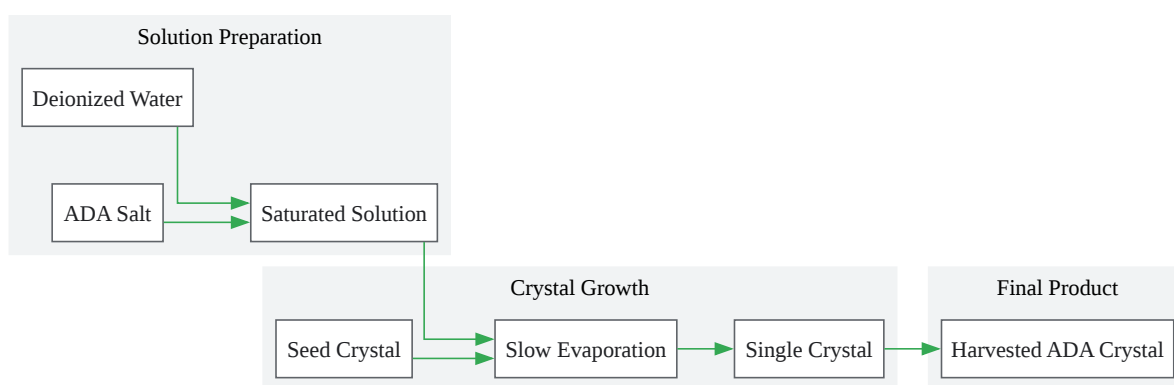 Solution Preparation
Deionized Water
ADA Salt
Saturated Solution
Crystal Growth
Seed Crystal
Slow Evaporation
Single Crystal
Final Product
Harvested ADA Crystal